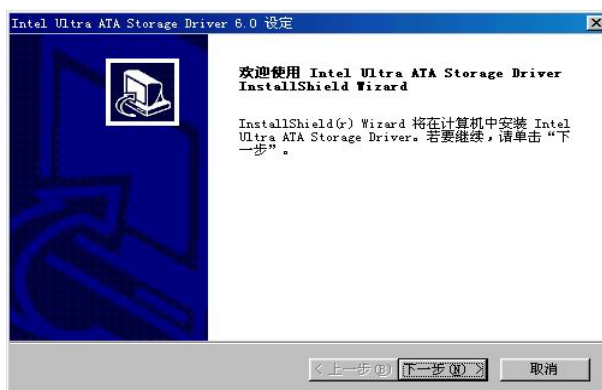 Intel Ultra ATA Storage Driver 6.0 设定
欢迎使用 Intel Ultra ATA Storage Driver
InstallShield Wizard
InstallShield(r) Wizard 将在计算机中安装 Intel
Ultra ATA Storage Driver。若要继续，请单击“下
一步”。
< 上一步(B) 下一步(N) > 取消